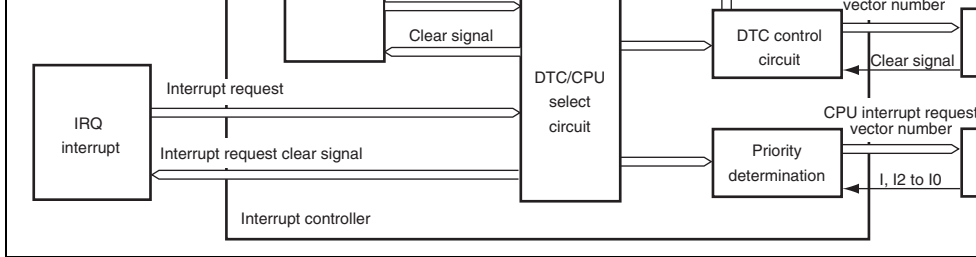 vector number
Clear signal
DTC control
circuit
Clear signal
DTC/CPU
select
circuit
Interrupt request
IRQ
interrupt
CPU interrupt request
vector number
Interrupt request clear signal
Priority
determination
I, I2 to I0
Interrupt controller